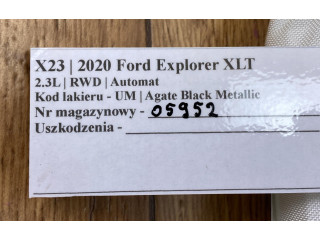 X23 | 2020 Ford Explorer XLT
2.3L | RWD | Automat
Kod lakieru - UM | Agate Black Metallic
Nr magazynowy - 05952
Uszkodzenia -